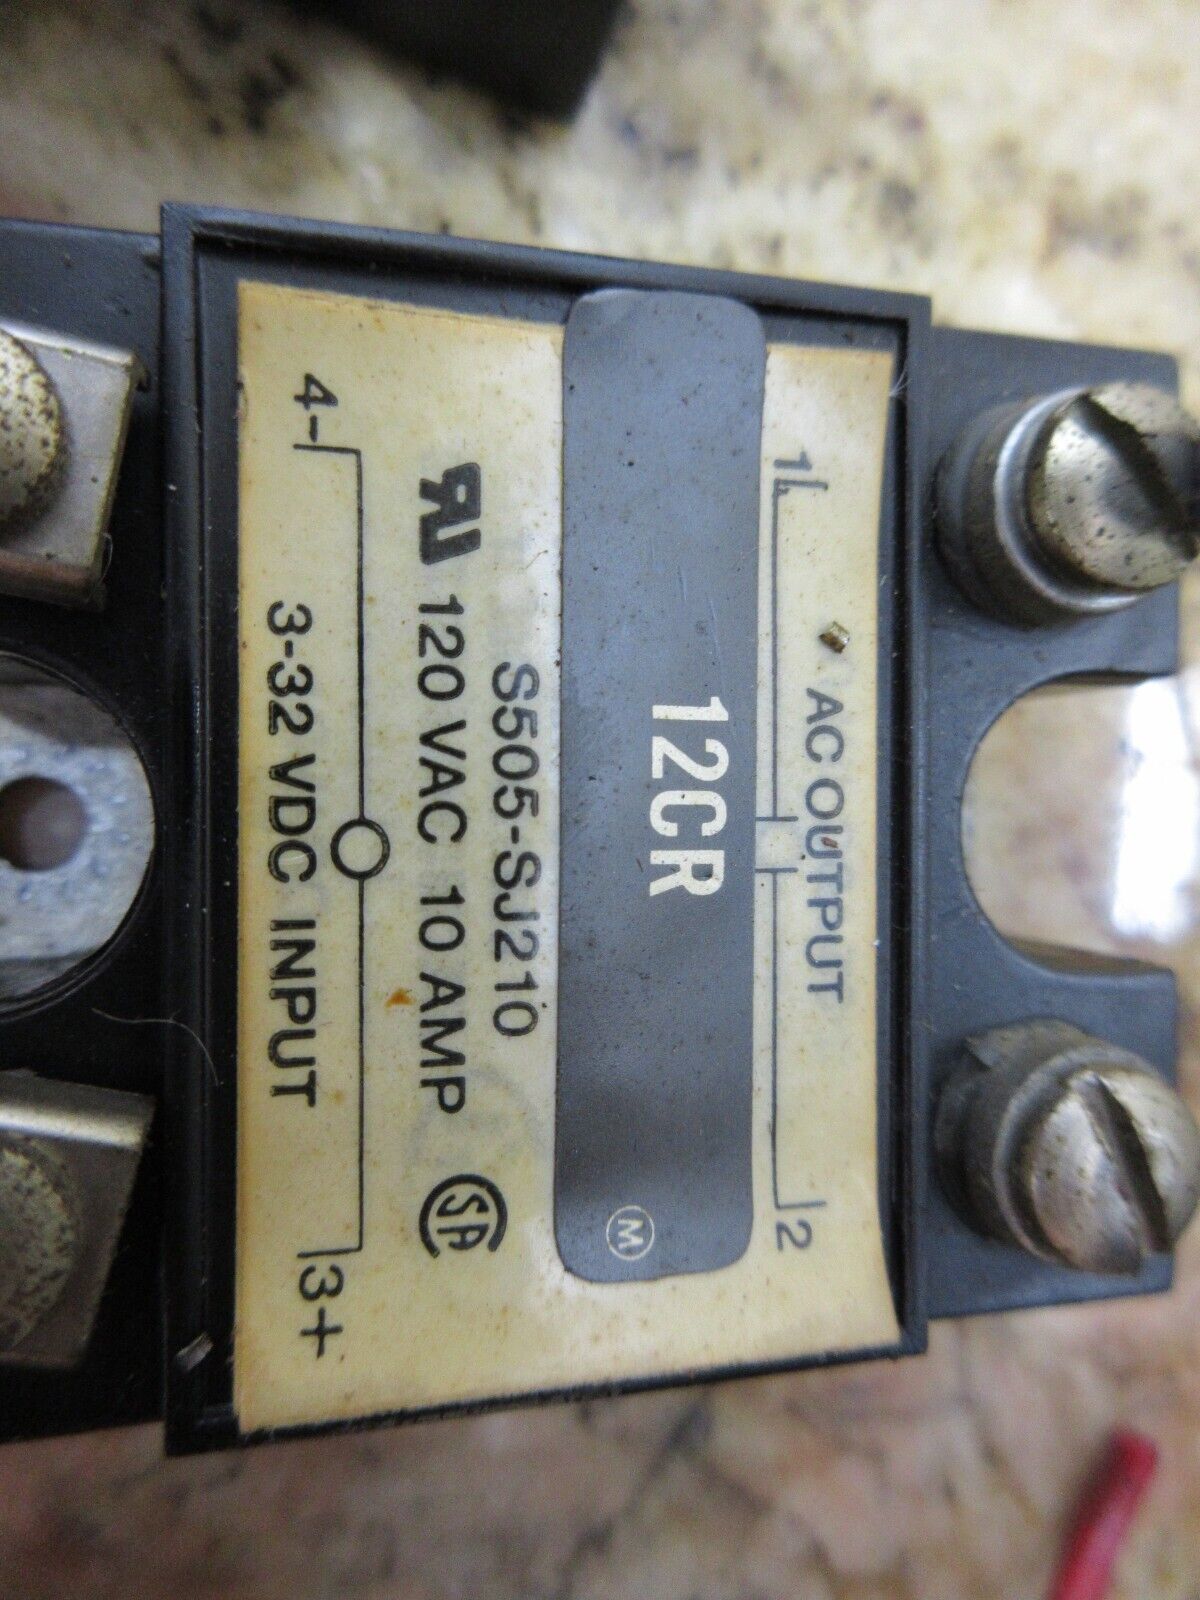 1 2
AC OUTPUT
12CR
M
S505-SJ210
120 VAC 10 AMP
4- 3+
3-32 VDC INPUT